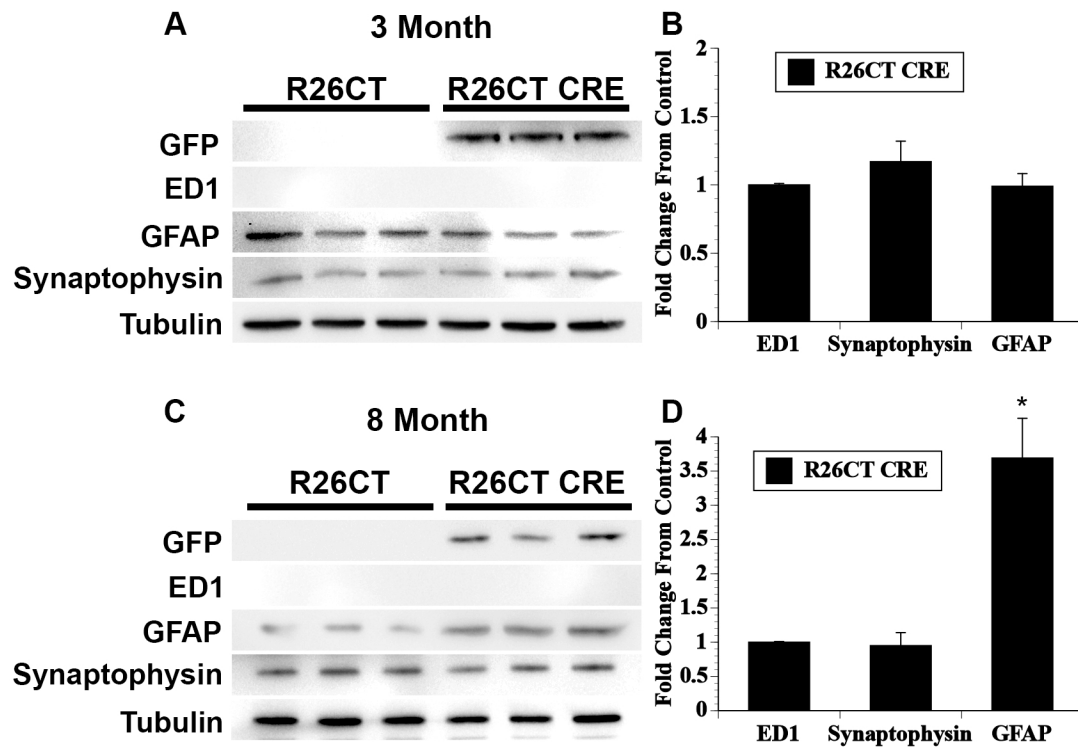 A
3 Month
R26CT
R26CT CRE
GFP
ED1
GFAP
Synaptophysin
Tubulin
B
R26CT CRE
Fold Change From Control
2
1.5
1
0.5
0
ED1
Synaptophysin
GFAP
C
8 Month
R26CT
R26CT CRE
GFP
ED1
GFAP
Synaptophysin
Tubulin
D
*
R26CT CRE
Fold Change From Control
4
3.5
3
2.5
2
1.5
1
0.5
0
ED1
Synaptophysin
GFAP